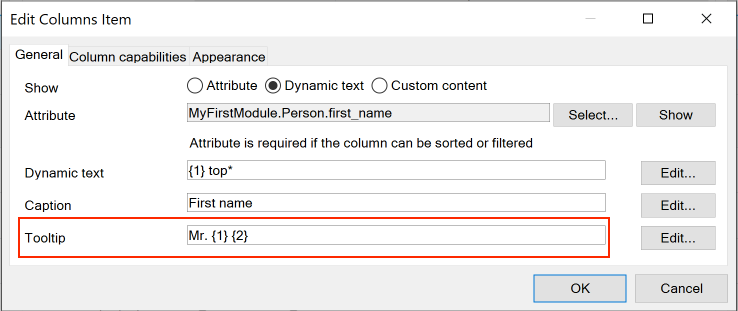 Edit Columns Item
General Column capabilities Appearance
Show Attribute Dynamic text Custom content
Attribute MyFirstModule.Person.first_name Select... Show
Attribute is required if the column can be sorted or filtered
Dynamic text {1} top* Edit...
Caption First name Edit...
Tooltip Mr. {1} {2} Edit...
OK Cancel